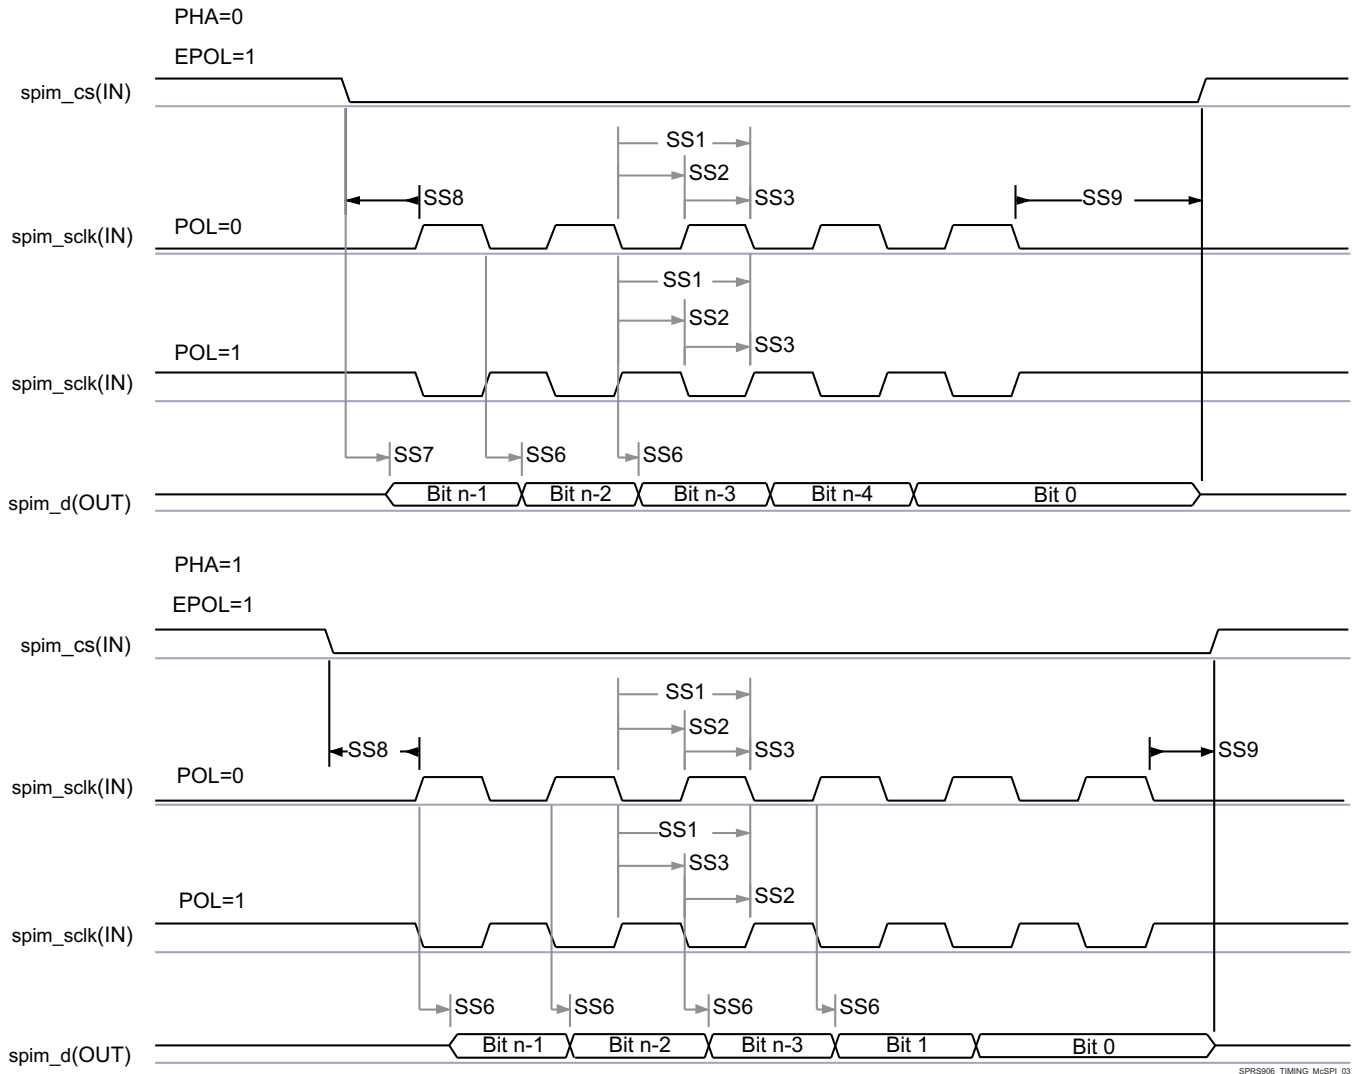 PHA=0
EPOL=1
spim_cs(IN)
SS1
SS2
SS8
SS3
SS9
POL=0
spim_sclk(IN)
SS1
SS2
SS3
POL=1
spim_sclk(IN)
SS7
SS6
SS6
Bit n-1
Bit n-2
Bit n-3
Bit n-4
Bit 0
spim_d(OUT)
PHA=1
EPOL=1
spim_cs(IN)
SS1
SS2
SS8
SS3
SS9
POL=0
spim_sclk(IN)
SS1
SS3
SS2
POL=1
spim_sclk(IN)
SS6
SS6
SS6
SS6
Bit n-1
Bit n-2
Bit n-3
Bit 1
Bit 0
spim_d(OUT)
SPRS906_TIMING_McSPI_03